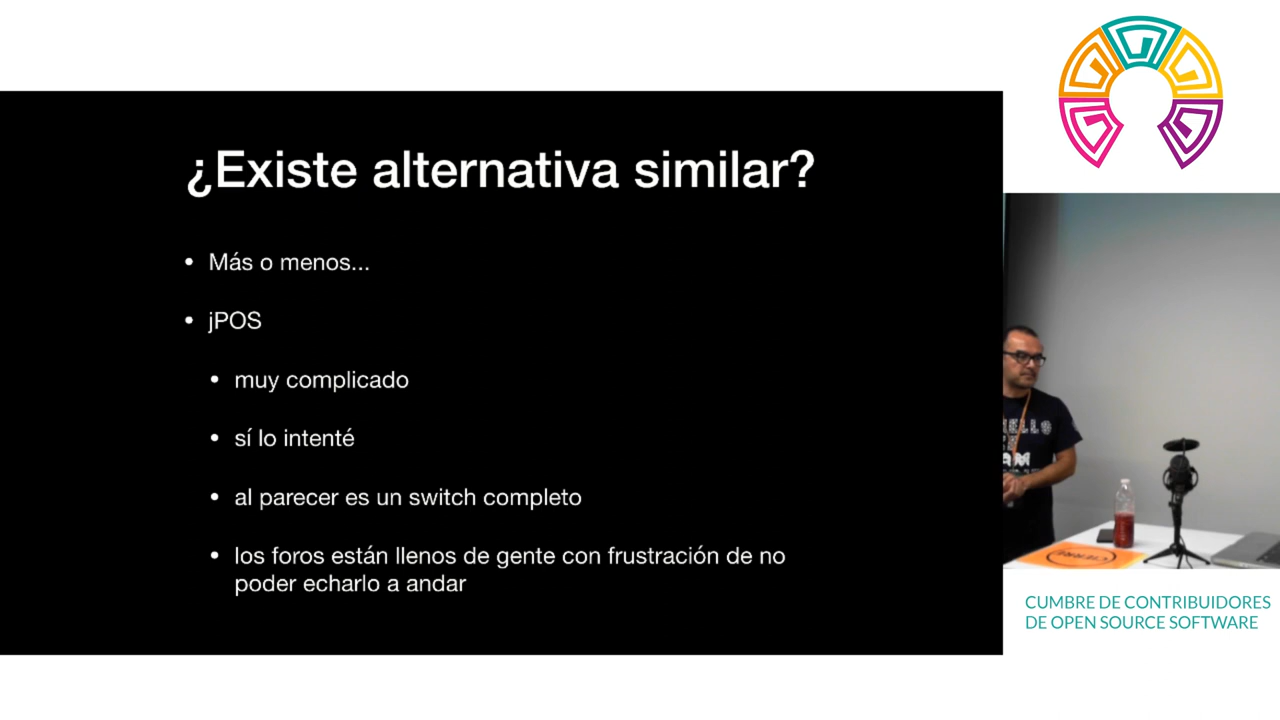 ¿Existe alternativa similar?
• Más o menos...
• jPOS
• muy complicado
• sí lo intenté
• al parecer es un switch completo
• los foros están llenos de gente con frustración de no
poder echarlo a andar
CIERRE
CUMBRE DE CONTRIBUIDORES
DE OPEN SOURCE SOFTWARE